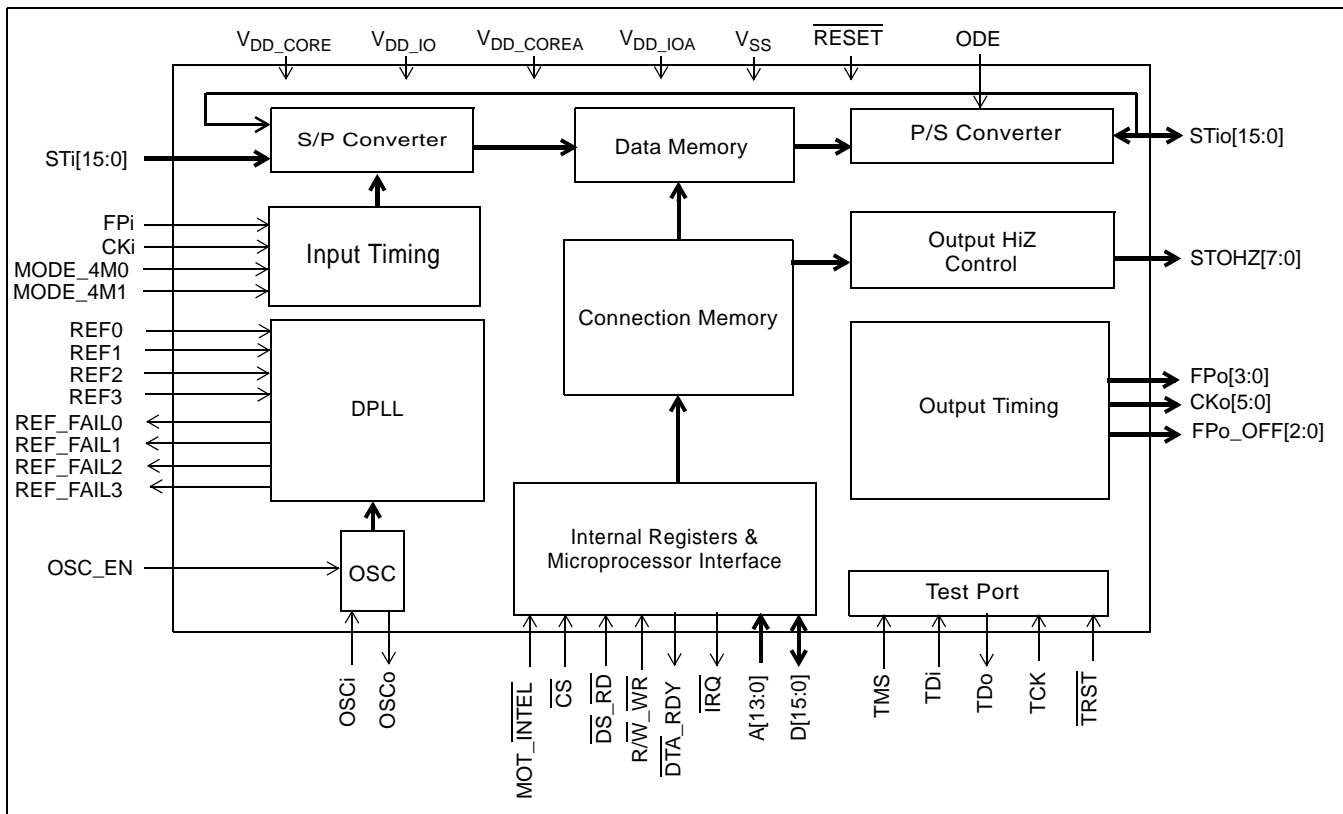 VDD_CORE VDD_IO VDD_COREA VDD_IOA VSS RESET ODE
S/P Converter
Data Memory
P/S Converter
STi[15:0]
STio[15:0]
FPi
CKi
MODE_4M0
MODE_4M1
Input Timing
Output HiZ
Control
STOHZ[7:0]
Connection Memory
REF0
REF1
REF2
REF3
REF_FAIL0
REF_FAIL1
REF_FAIL2
REF_FAIL3
DPLL
Output Timing
FPo[3:0]
CKo[5:0]
FPo_OFF[2:0]
OSC_EN
OSC
Internal Registers &
Microprocessor Interface
Test Port
OSCi
OSCo
MOT_INTEL
CS
DS_RD
R/W_WR
DTA_RDY
IRQ
A[13:0]
D[15:0]
TMS
TDi
TDo
TCK
TRST